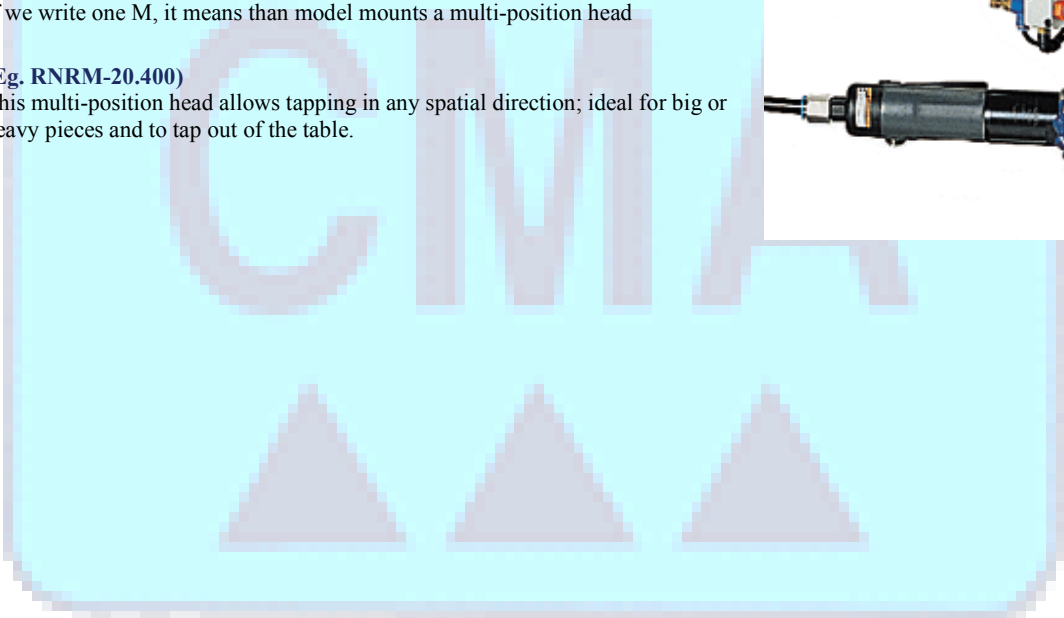 we write one M, it means than model mounts a multi-position head
Eg. RNRM-20.400)
his multi-position head allows tapping in any spatial direction; ideal for big or
eavy pieces and to tap out of the table.
CMA